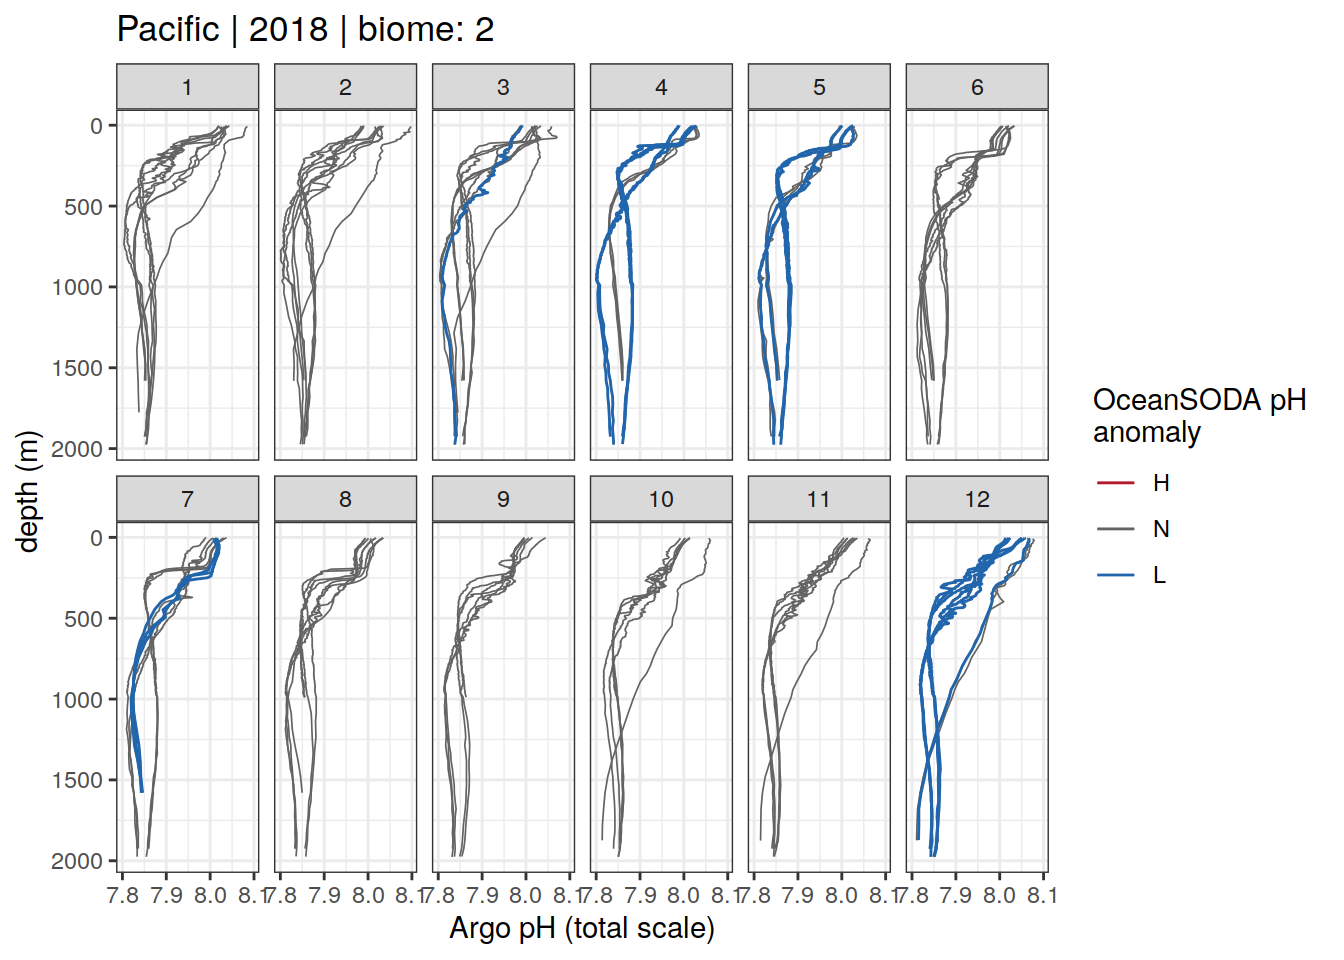 Pacific | 2018 | biome: 2
1 2 3 4 5 6
0
500
1000
1500
2000
7 8 9 10 11 12
0
500
1000
1500
2000
7.8 7.9 8.0 8.1 7.8 7.9 8.0 8.1 7.8 7.9 8.0 8.1 7.8 7.9 8.0 8.1 7.8 7.9 8.0 8.1 7.8 7.9 8.0 8.1
Argo pH (total scale)
depth (m)
OceanSODA pH
anomaly
H
N
L